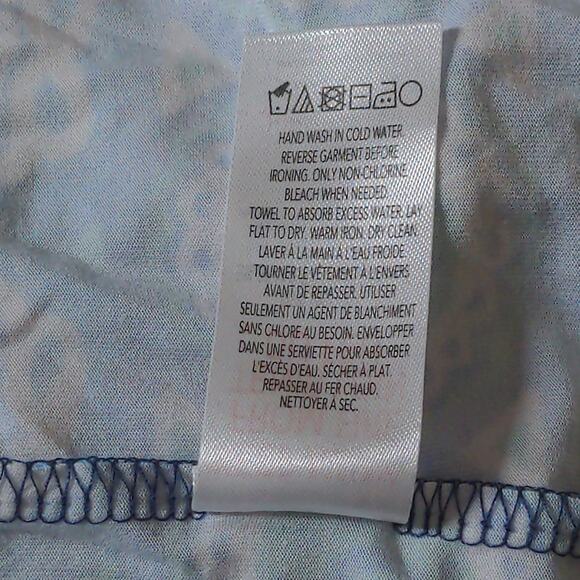 HAND WASH IN COLD WATER
REVERSE GARMENT BEFORE
IRONING. ONLY NON-CHLORINE
BLEACH WHEN NEEDED
TOWEL TO ABSORB EXCESS WATER. LAY
FLAT TO DRY. WARM IRON. DRY CLEAN.
LAVER À LA MAIN À L'EAU FROIDE.
TOURNER LE VÊTEMENT À L'ENVERS
AVANT DE REPASSER. UTILISER
SEULEMENT UN AGENT DE BLANCHIMENT
SANS CHLORE AU BESOIN. ENVELOPPER
DANS UNE SERVIETTE POUR ABSORBER
L'EXCÈS D'EAU. SÉCHER À PLAT.
REPASSER AU FER CHAUD.
NETTOYER À SEC.